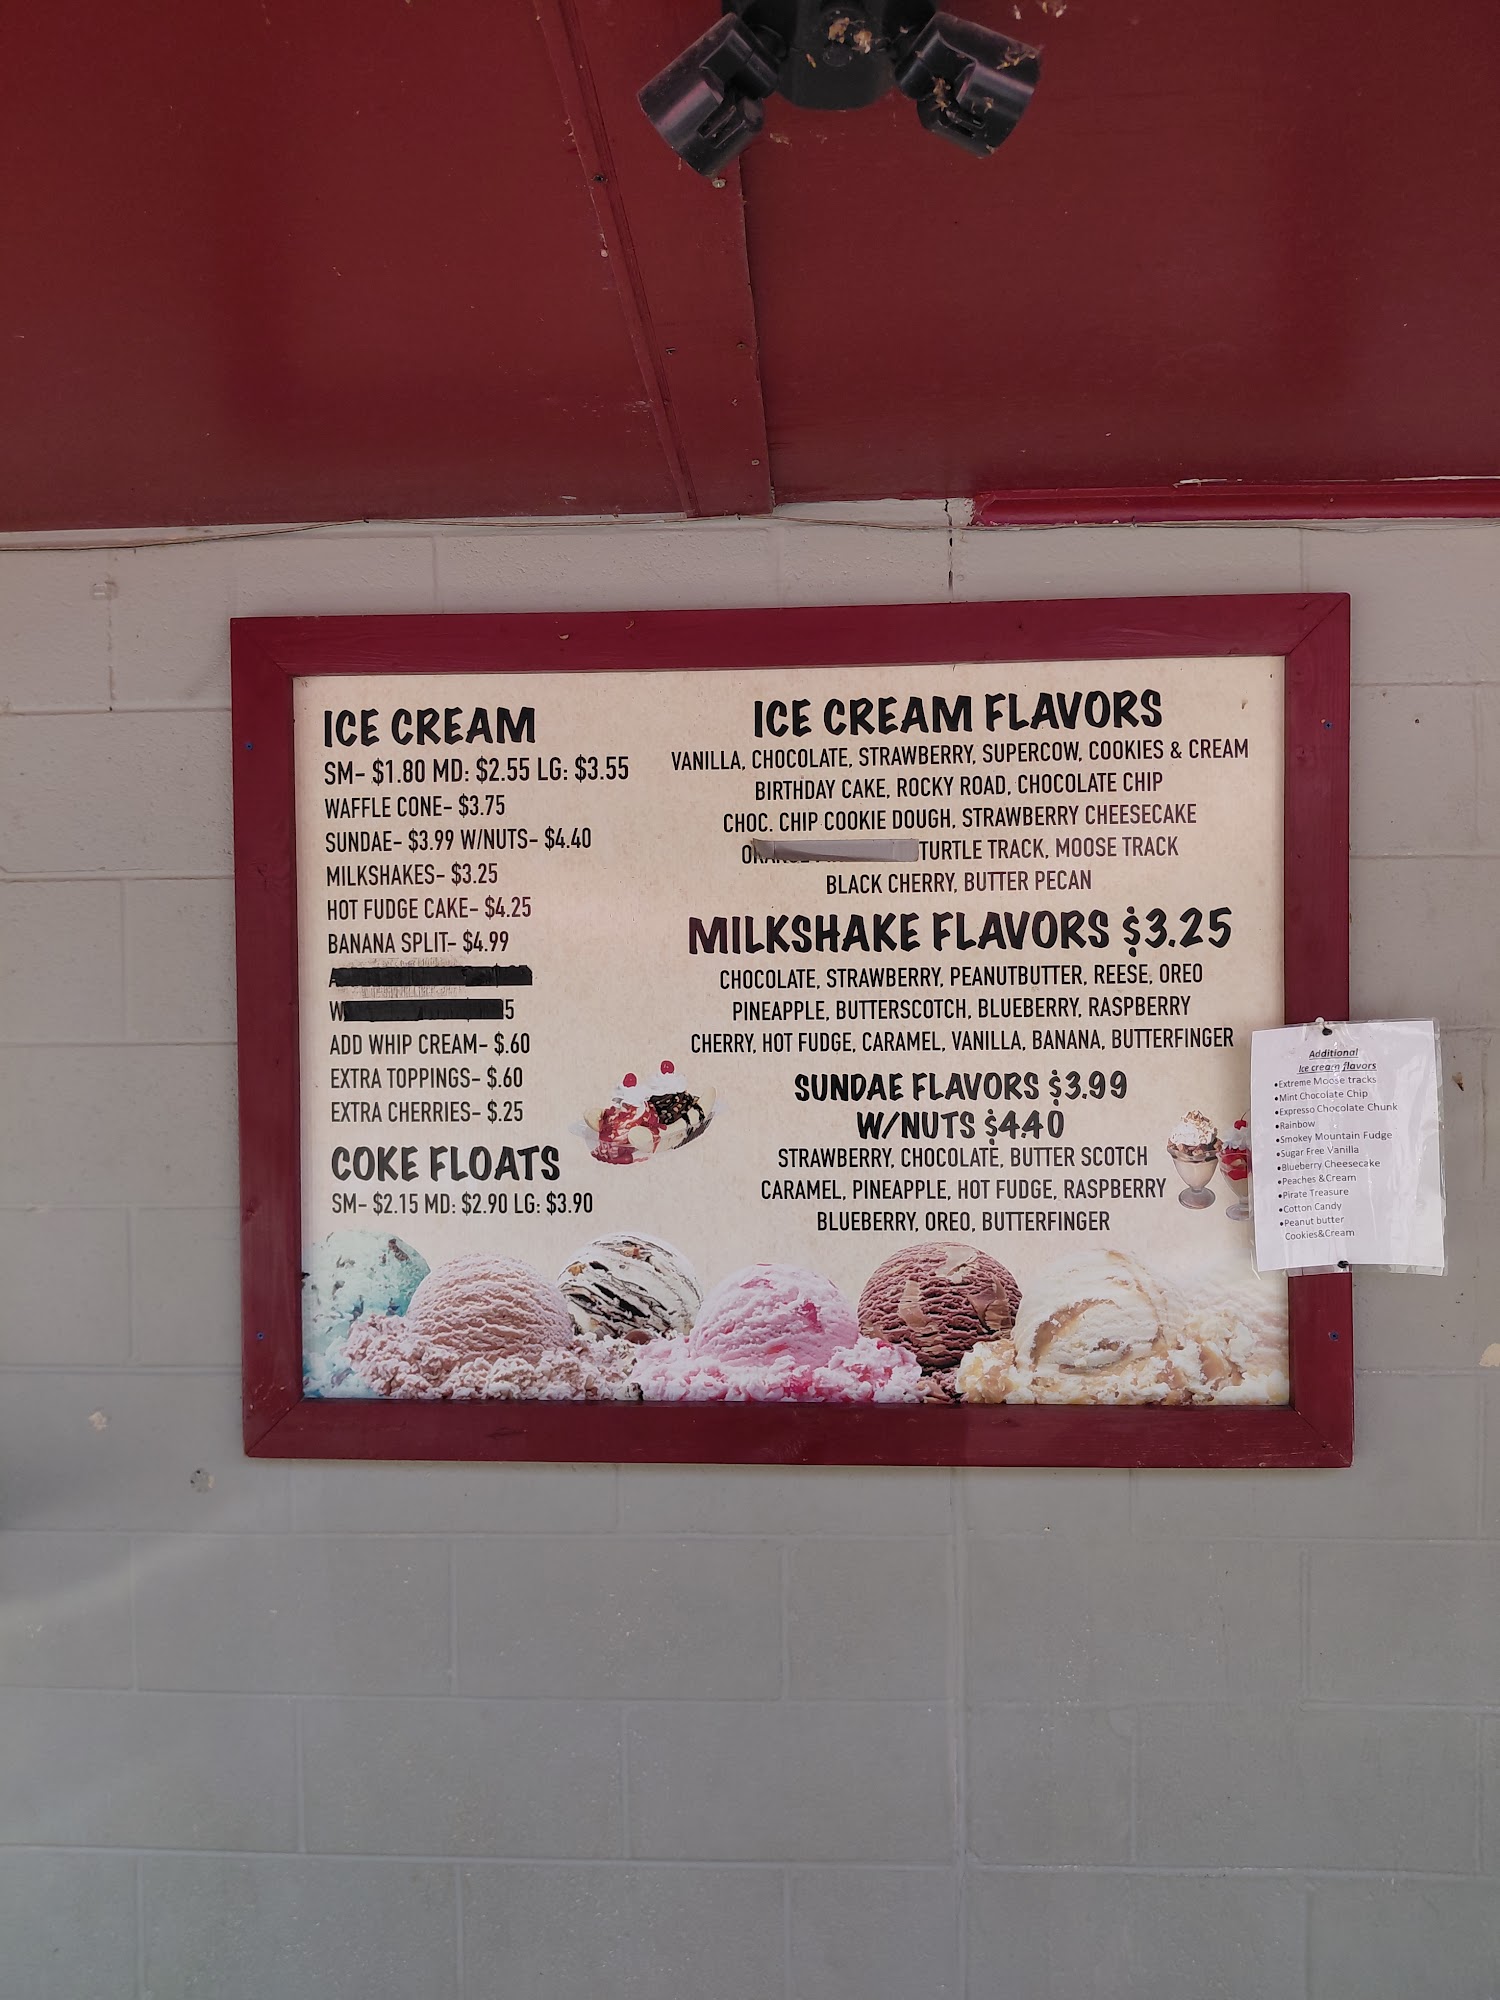 ICE CREAM
SM- $1.80 MD: $2.55 LG: $3.55
WAFFLE CONE- $3.75
SUNDAE- $3.99 W/NUTS- $4.40
MILKSHAKES- $3.25
HOT FUDGE CAKE- $4.25
BANANA SPLIT- $4.99
ADD WHIP CREAM- $.60
EXTRA TOPPINGS- $.60
EXTRA CHERRIES- $.25
COKE FLOATS
SM- $2.15 MD: $2.90 LG: $3.90
ICE CREAM FLAVORS
VANILLA, CHOCOLATE, STRAWBERRY, SUPERCOW, COOKIES & CREAM
BIRTHDAY CAKE, ROCKY ROAD, CHOCOLATE CHIP
CHOC. CHIP COOKIE DOUGH, STRAWBERRY CHEESECAKE
TURTLE TRACK, MOOSE TRACK
BLACK CHERRY, BUTTER PECAN
MILKSHAKE FLAVORS $3.25
CHOCOLATE, STRAWBERRY, PEANUTBUTTER, REESE, OREO
PINEAPPLE, BUTTERSCOTCH, BLUEBERRY, RASPBERRY
CHERRY, HOT FUDGE, CARAMEL, VANILLA, BANANA, BUTTERFINGER
SUNDAE FLAVORS $3.99
W/NUTS $4.40
STRAWBERRY, CHOCOLATE, BUTTER SCOTCH
CARAMEL, PINEAPPLE, HOT FUDGE, RASPBERRY
BLUEBERRY, OREO, BUTTERFINGER
Additional
Ice cream flavors
•Extreme Moose tracks
•Mint Chocolate Chip
•Expresso Chocolate Chunk
•Rainbow
•Smokey Mountain Fudge
•Sugar Free Vanilla
•Blueberry Cheesecake
•Peaches &Cream
•Pirate Treasure
•Cotton Candy
•Peanut butter
Cookies&Cream